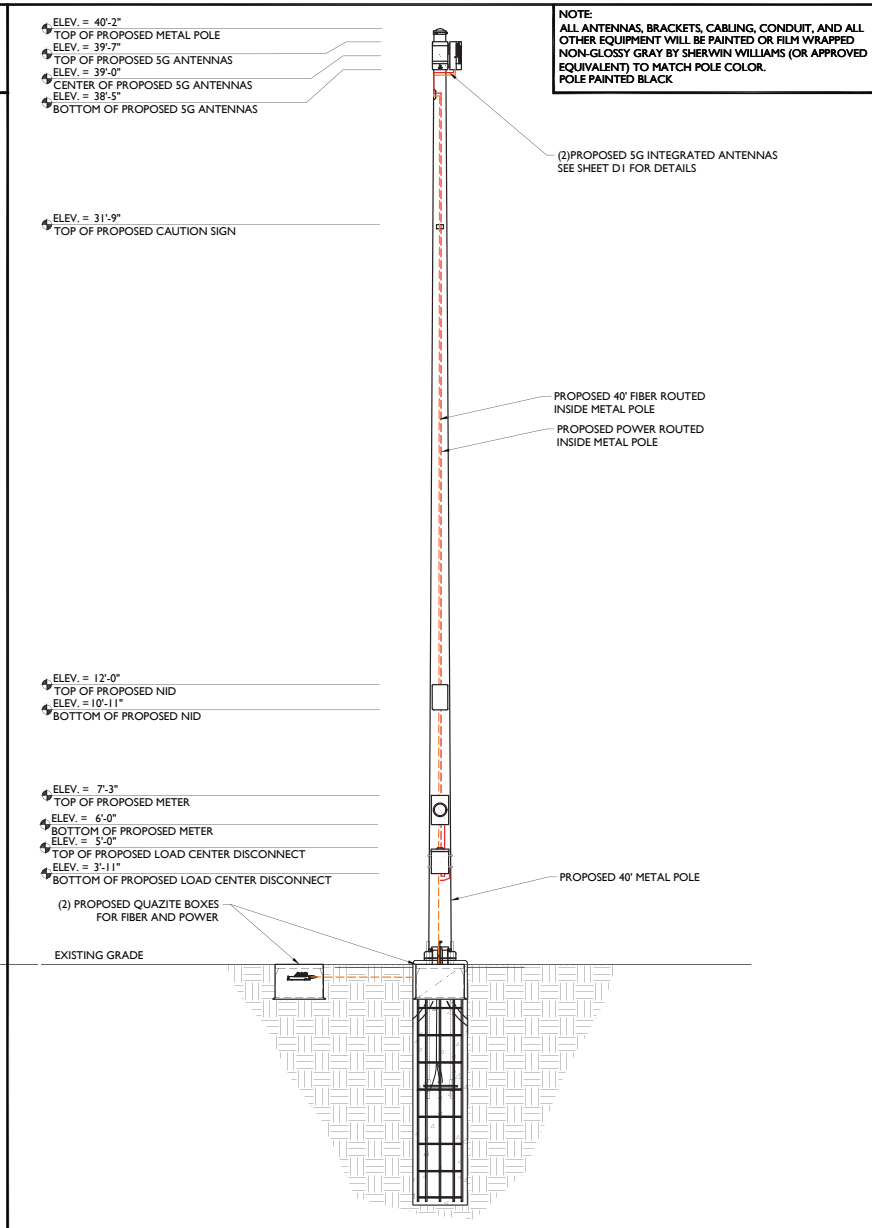 ELEV. = 40'-2"
TOP OF PROPOSED METAL POLE
ELEV. = 39'-7"
TOP OF PROPOSED 5G ANTENNAS
ELEV. = 39'-0"
CENTER OF PROPOSED 5G ANTENNAS
ELEV. = 38'-5"
BOTTOM OF PROPOSED 5G ANTENNAS
NOTE:
ALL ANTENNAS, BRACKETS, CABLING, CONDUIT, AND ALL
OTHER EQUIPMENT WILL BE PAINTED OR FILM WRAPPED
NON-GLOSSY GRAY BY SHERWIN WILLIAMS (OR APPROVED
EQUIVALENT) TO MATCH POLE COLOR.
POLE PAINTED BLACK
(2)PROPOSED 5G INTEGRATED ANTENNAS
SEE SHEET D1 FOR DETAILS
ELEV. = 31'-9"
TOP OF PROPOSED CAUTION SIGN
PROPOSED 40' FIBER ROUTED
INSIDE METAL POLE
PROPOSED POWER ROUTED
INSIDE METAL POLE
ELEV. = 12'-0"
TOP OF PROPOSED NID
ELEV. =10'-11"
BOTTOM OF PROPOSED NID
ELEV. = 7'-3"
TOP OF PROPOSED METER
ELEV. = 6'-0"
BOTTOM OF PROPOSED METER
ELEV. = 5'-0"
TOP OF PROPOSED LOAD CENTER DISCONNECT
ELEV. = 3'-11"
BOTTOM OF PROPOSED LOAD CENTER DISCONNECT
PROPOSED 40' METAL POLE
(2) PROPOSED QUAZITE BOXES
FOR FIBER AND POWER
EXISTING GRADE